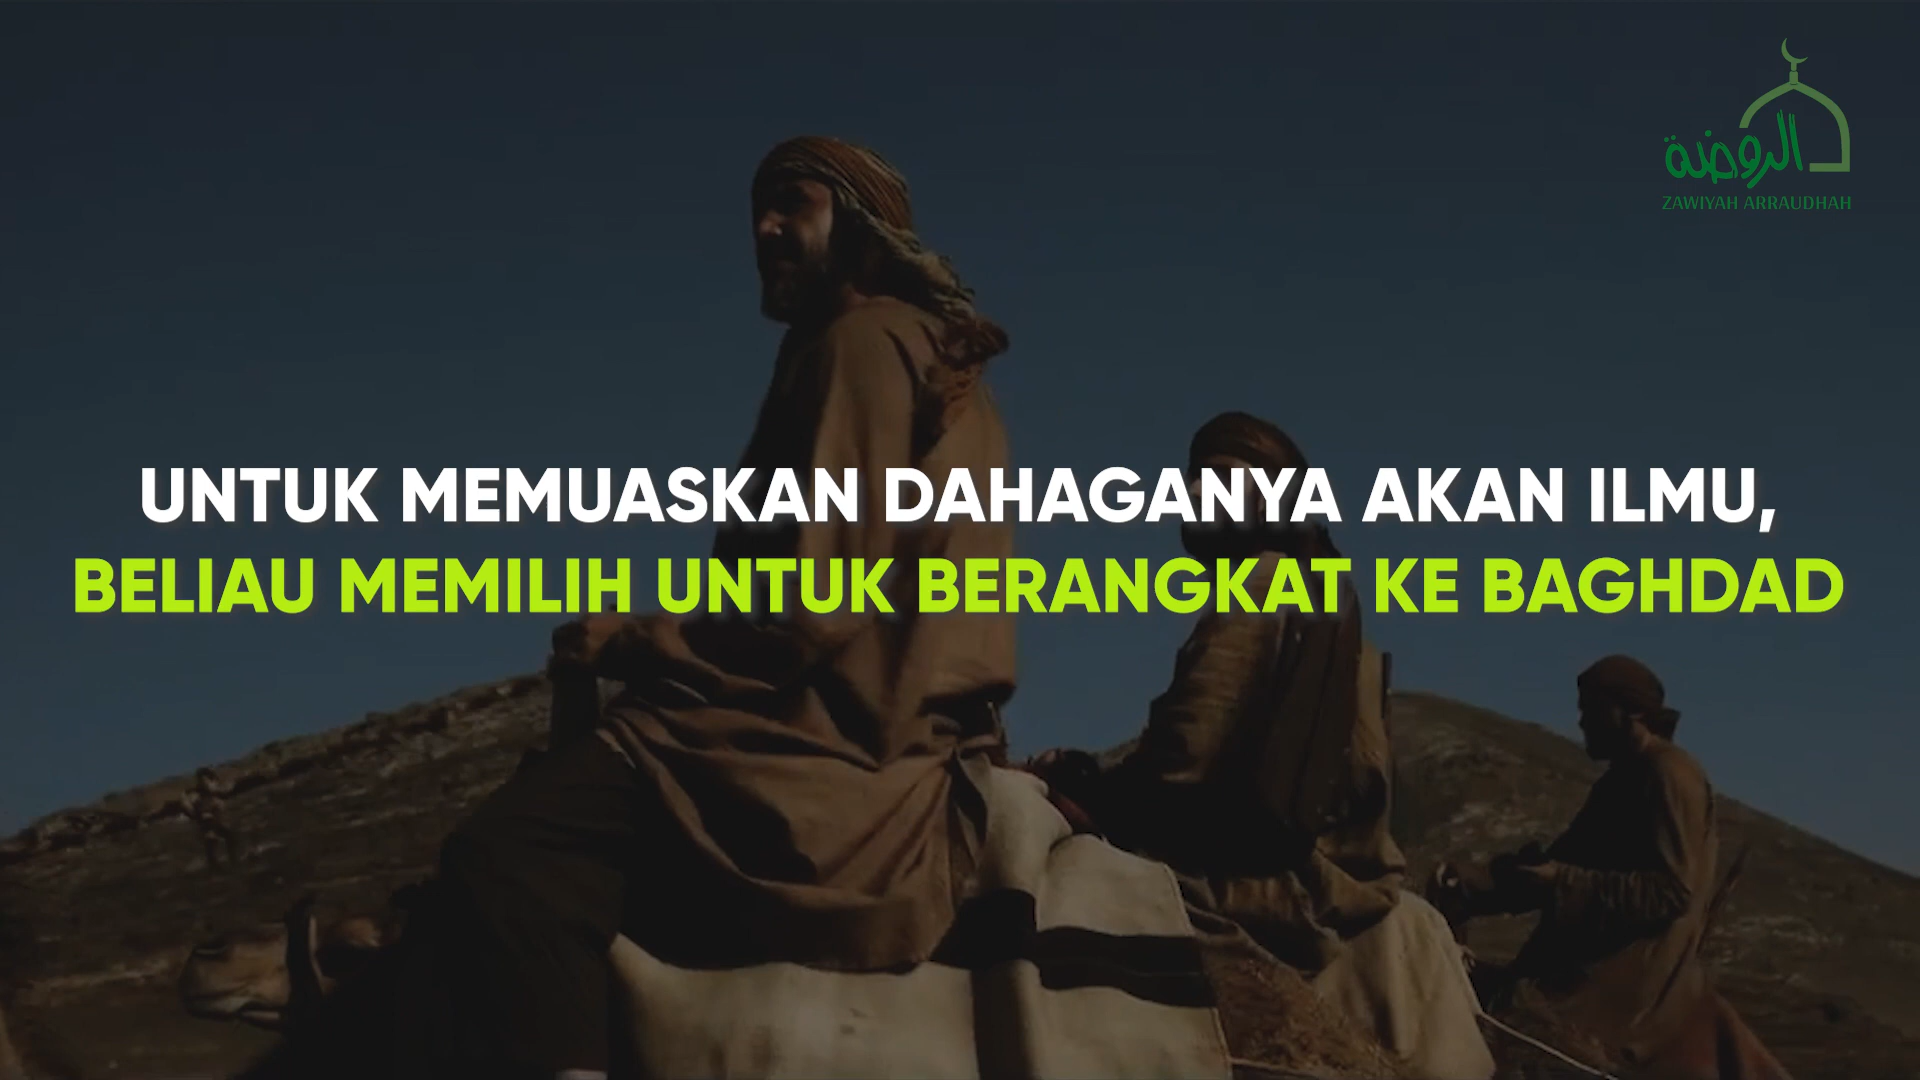 الروضة
ZAWIYAH ARRAUDHAH
UNTUK MEMUASKAN DAHAGANYA AKAN ILMU,
BELIAU MEMILIH UNTUK BERANGKAT KE BAGHDAD